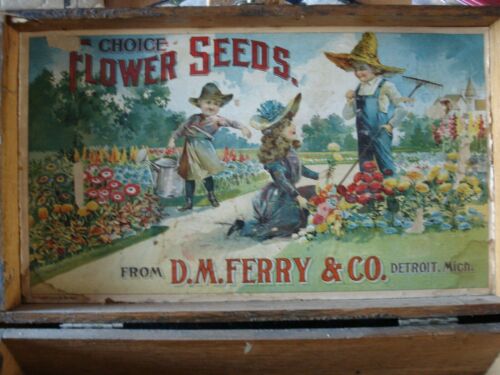 CHOICE
FLOWER SEEDS.
FROM D.M.FERRY & CO. DETROIT, MICH.